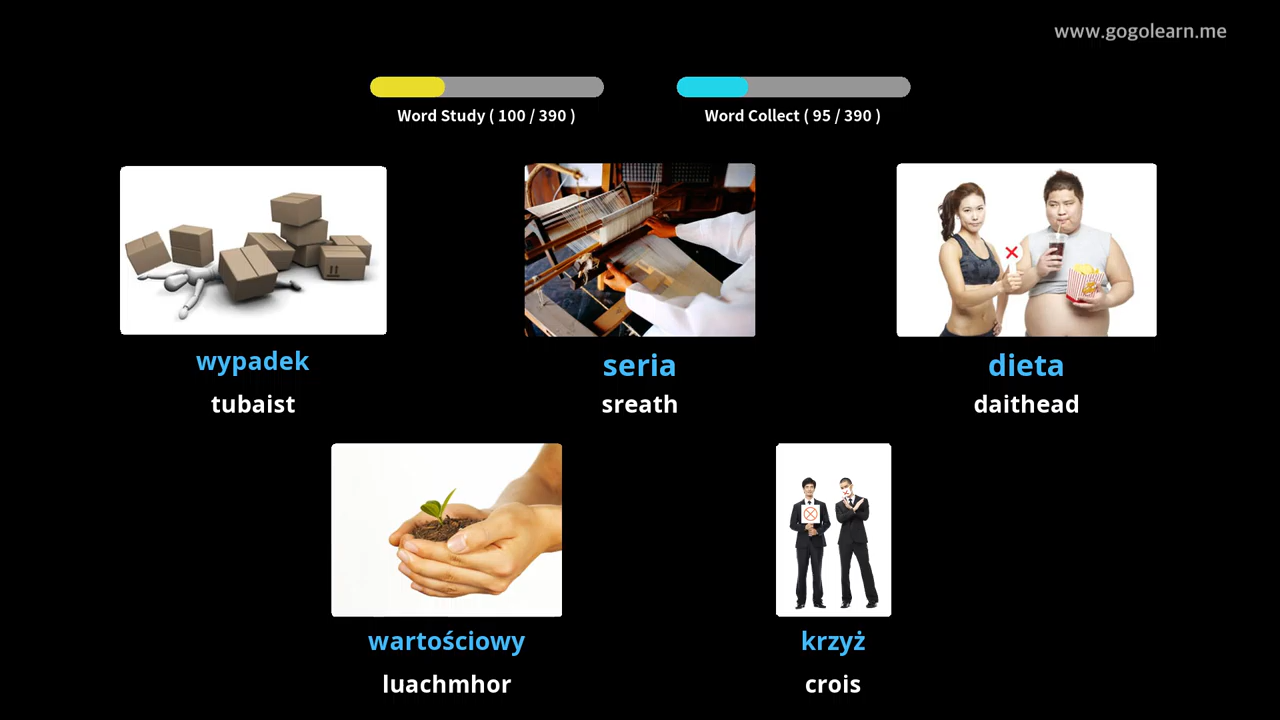 www.gogolearn.me
Word Study ( 100 / 390 )
Word Collect ( 95 / 390 )
wypadek
tubaist
seria
sreath
dieta
daithead
wartościowy
luachmhor
krzyż
crois